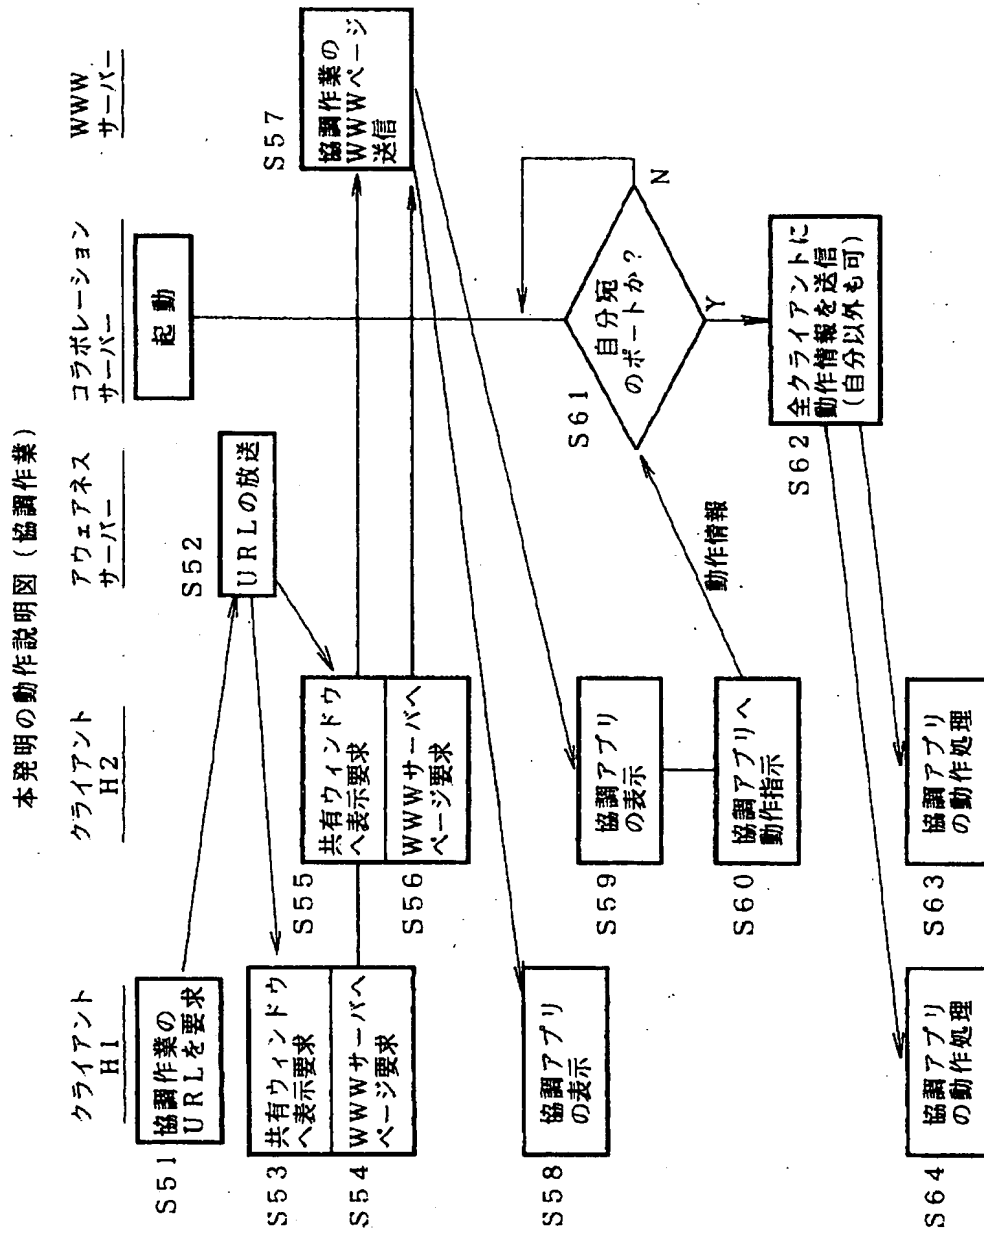 本発明の動作説明図(協調作業)
クライアント
H1
クライアント
H2
アウェアネス
サーバー
コラボレーション
サーバー
WWW
サーバー
S51
協調作業の
URLを要求
起動
S52
URLの放送
S53
共有ウィンドウ
へ表示要求
S54
WWWサーバへ
ページ要求
S55
共有ウィンドウ
へ表示要求
S56
WWWサーバへ
ページ要求
S57
協調作業の
WWWページ
送信
S58
協調アプリ
の表示
S59
協調アプリ
の表示
S60
協調アプリへ
動作指示
動作情報
S61
自分宛
のポートか?
N
Y
S62
全クライアントに
動作情報を送信
(自分以外も可)
S63
協調アプリ
の動作処理
S64
協調アプリ
の動作処理